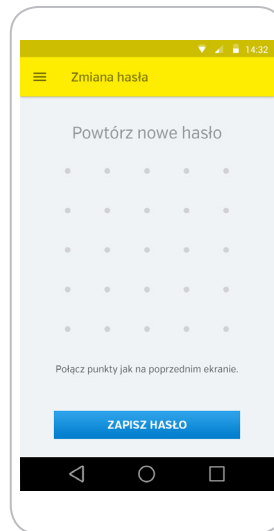 14:32
Zmiana hasła
Powtórz nowe hasło
Połącz punkty jak na poprzednim ekranie.
ZAPISZ HASŁO